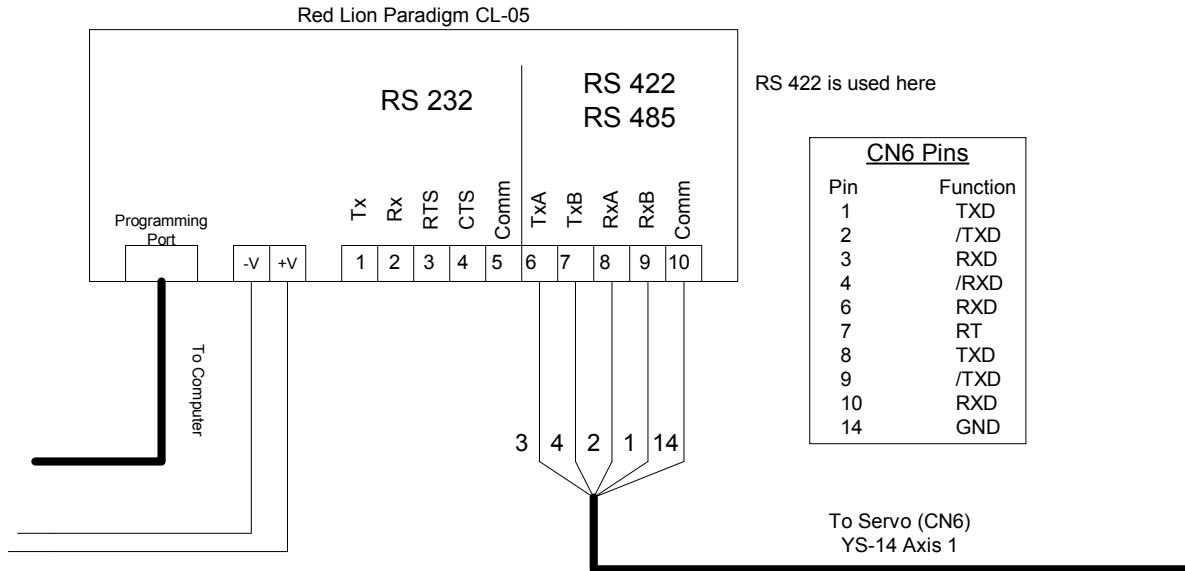 Red Lion Paradigm CL-05
RS 232
RS 422
RS 485
RS 422 is used here
Programming
Port
-V +V
Tx Rx RTS CTS Comm TxA TxB RxA RxB Comm
1 2 3 4 5 6 7 8 9 10
To Computer
3 4 2 1 14
CN6 Pins
Pin Function
1 TXD
2 /TXD
3 RXD
4 /RXD
6 RXD
7 RT
8 TXD
9 /TXD
10 RXD
14 GND
To Servo (CN6)
YS-14 Axis 1